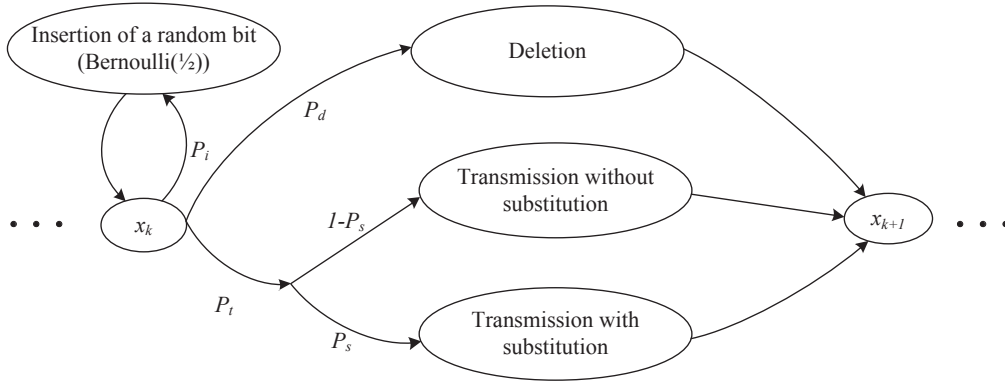 Insertion of a random bit
(Bernoulli(½))
Deletion
P_d
P_i
Transmission without
substitution
x_k
1-P_s
x_{k+1}
. . .
. . .
P_t
P_s
Transmission with
substitution